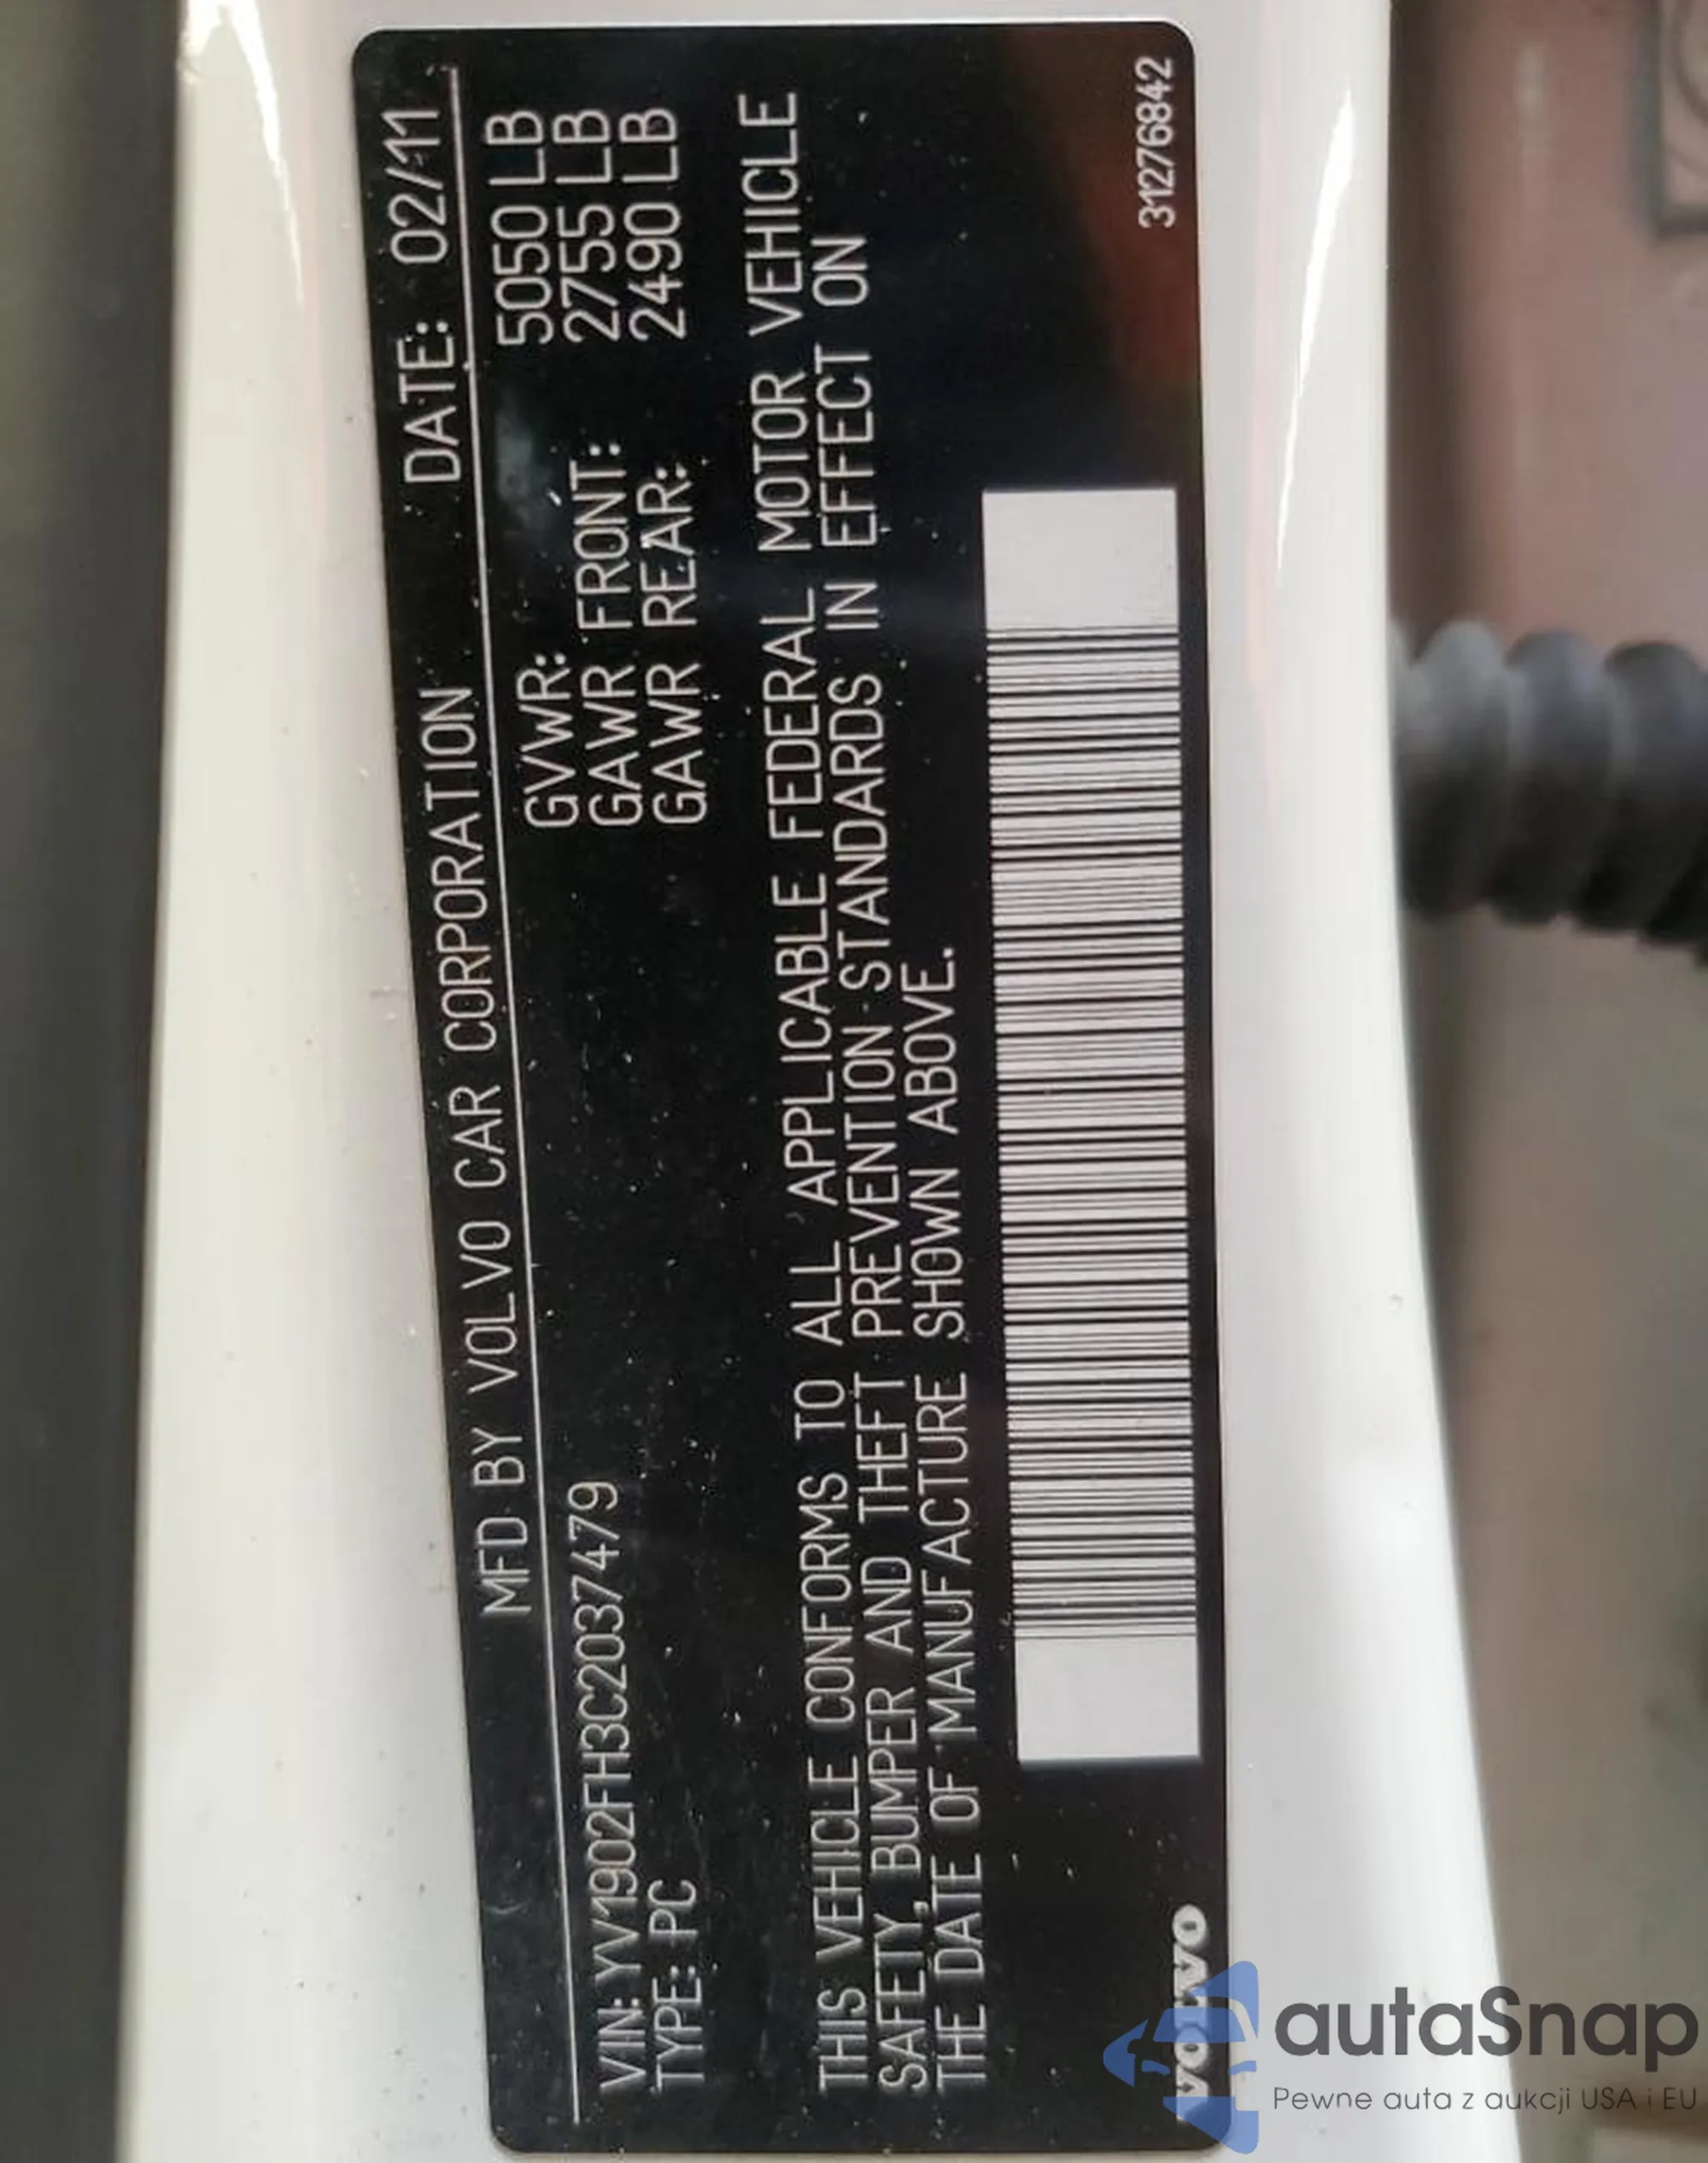 MFD BY VOLVO CAR CORPORATION DATE: 02/11
VIN: YV1902FH3C2037479
TYPE: PC
GVWR: 5050 LB
GAWR FRONT: 2755 LB
GAWR REAR: 2490 LB
THIS VEHICLE CONFORMS TO ALL APPLICABLE FEDERAL MOTOR VEHICLE
SAFETY, BUMPER AND THEFT PREVENTION STANDARDS IN EFFECT ON
THE DATE OF MANUFACTURE SHOWN ABOVE.
VOLVO
31276842
autaSnap
Pewne auta z aukcji USA i EU